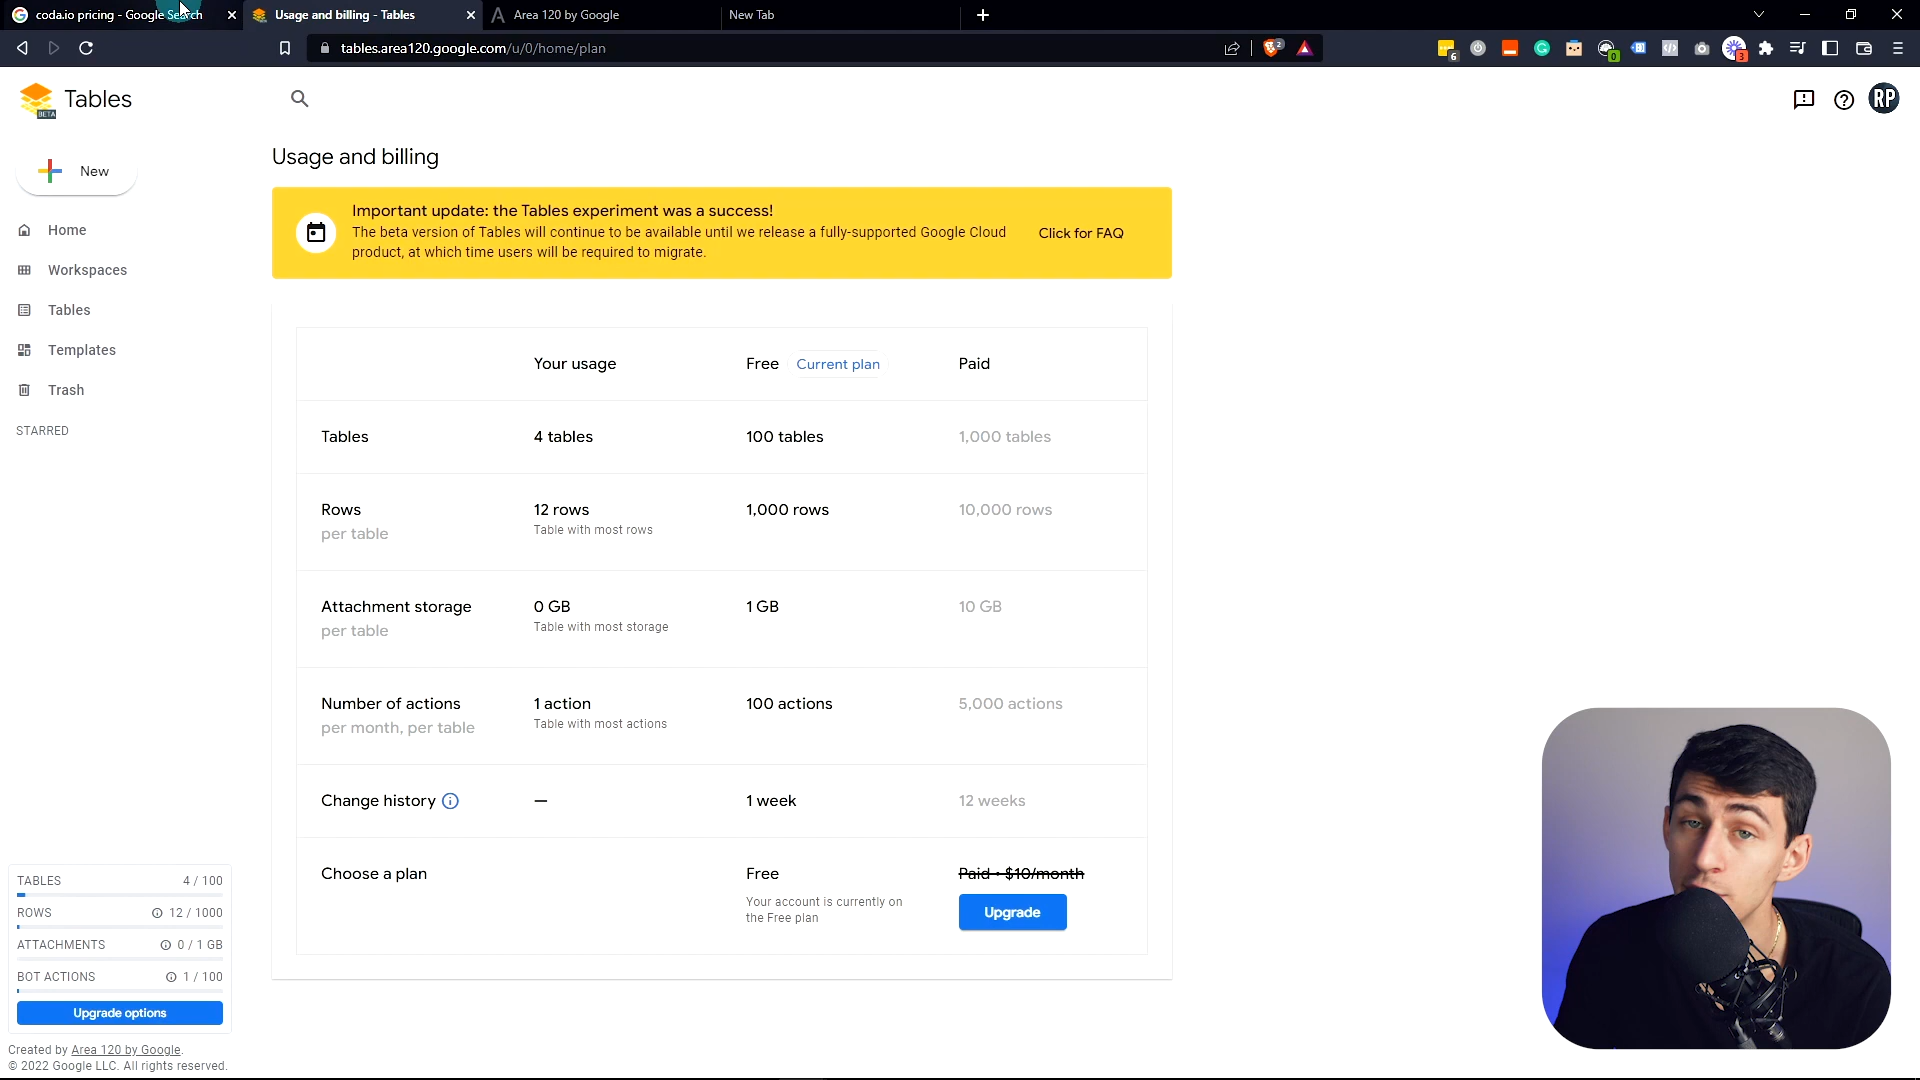 coda.io pricing - Google Search
Usage and billing - Tables
Area 120 by Google
New Tab
tables.area120.google.com/u/0/home/plan
2
6
0
3
Tables
BETA
RP
New
Home
Workspaces
Tables
Templates
Trash
STARRED
Usage and billing
Important update: the Tables experiment was a success!
The beta version of Tables will continue to be available until we release a fully-supported Google Cloud
product, at which time users will be required to migrate.
Click for FAQ
Your usage Free Current plan Paid
Tables 4 tables 100 tables 1,000 tables
Rows 12 rows 1,000 rows 10,000 rows
per table Table with most rows
Attachment storage 0 GB 1 GB 10 GB
per table Table with most storage
Number of actions 1 action 100 actions 5,000 actions
per month, per table Table with most actions
Change history — 1 week 12 weeks
Choose a plan Free Paid • $10/month
Your account is currently on
the Free plan
Upgrade
TABLES 4 / 100
ROWS 12 / 1000
ATTACHMENTS 0 / 1 GB
BOT ACTIONS 1 / 100
Upgrade options
Created by Area 120 by Google.
© 2022 Google LLC. All rights reserved.